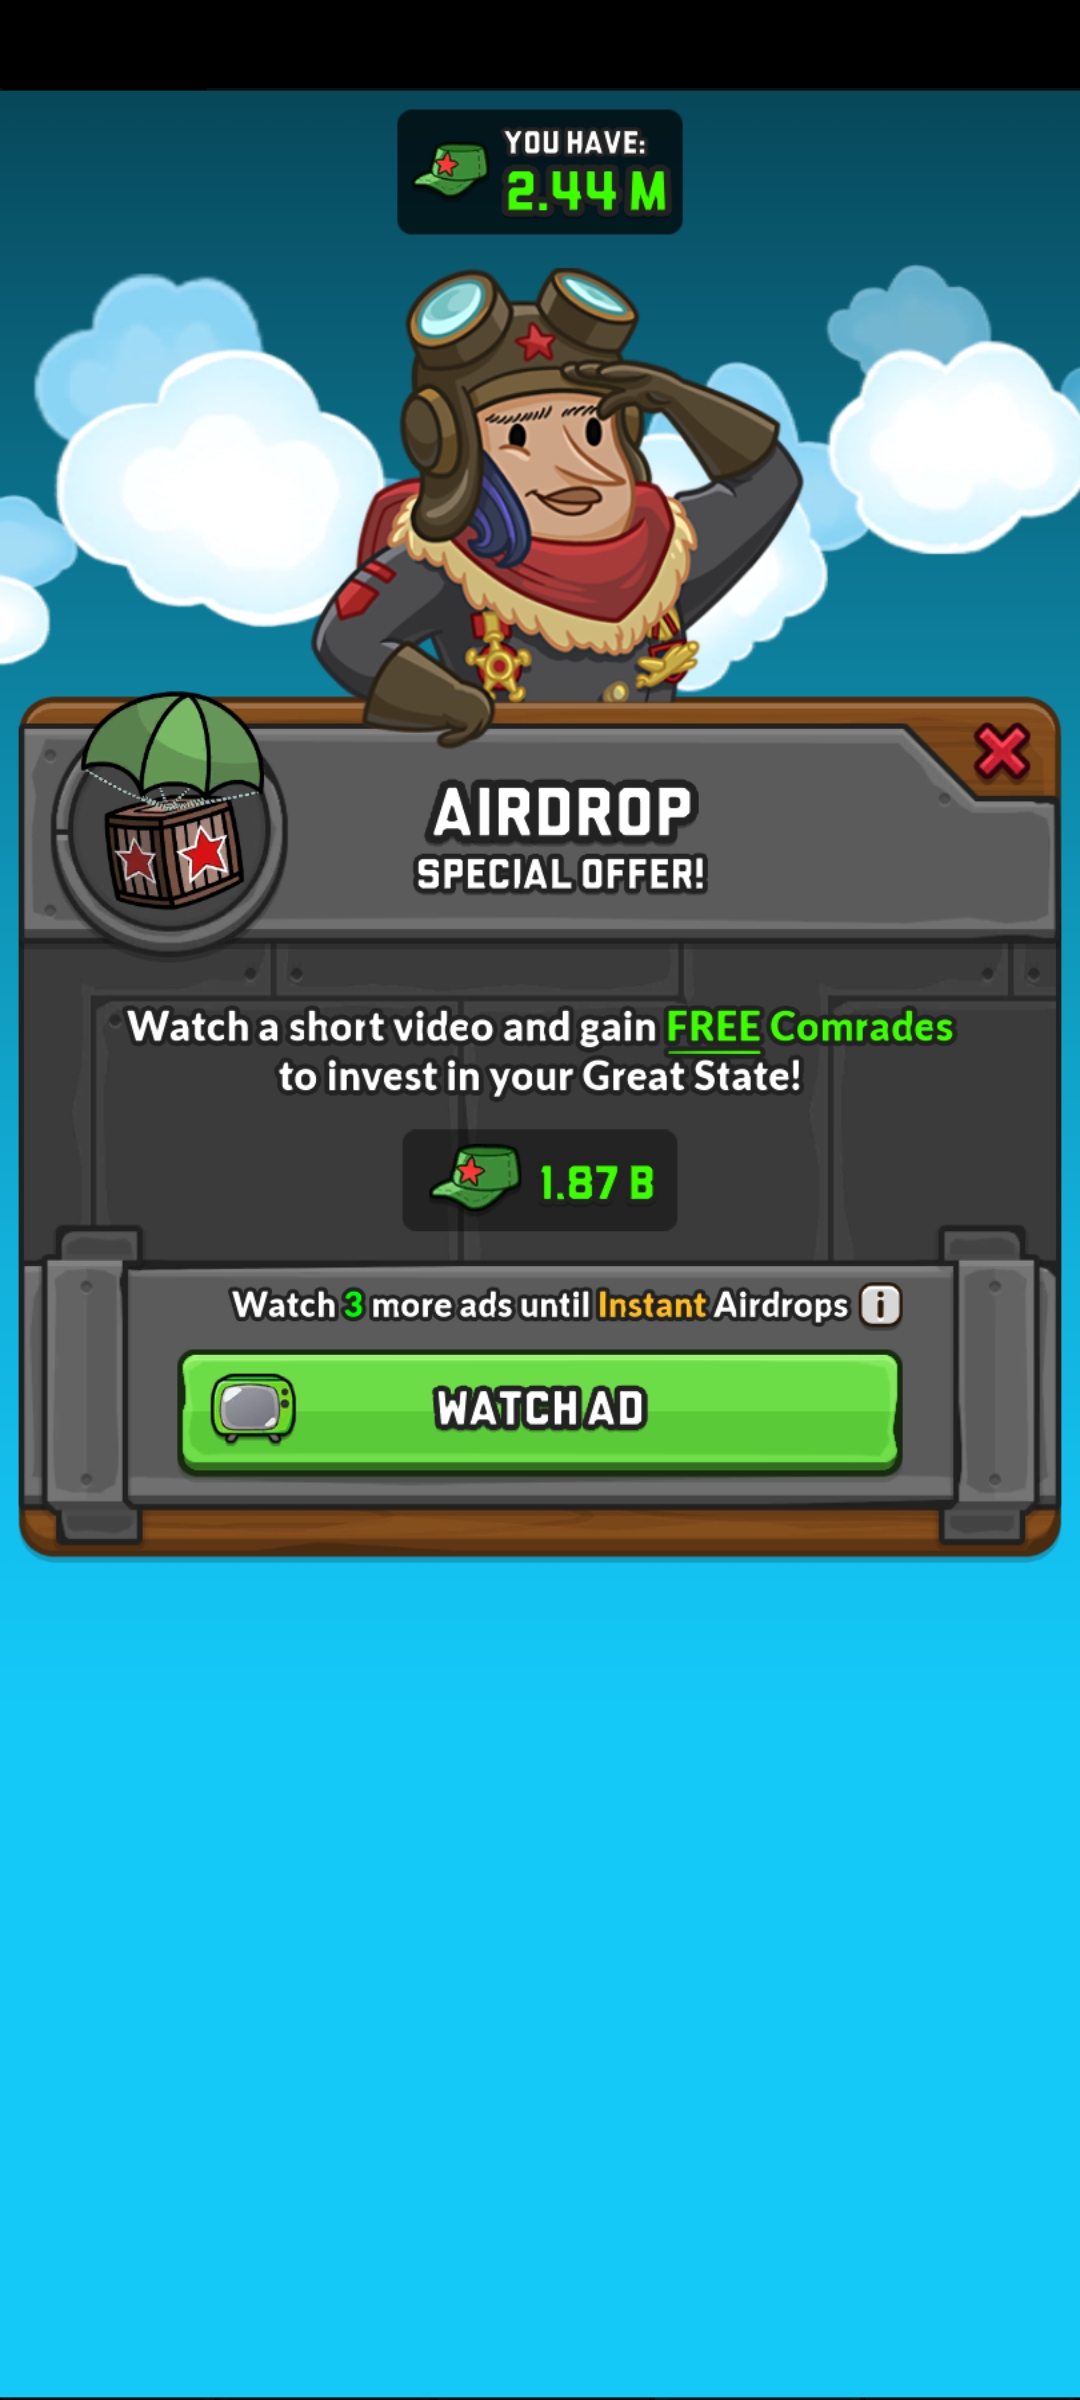 YOU HAVE:
2.44 M
AIRDROP
SPECIAL OFFER!
Watch a short video and gain FREE Comrades
to invest in your Great State!
1.87 B
Watch 3 more ads until Instant Airdrops i
WATCH AD